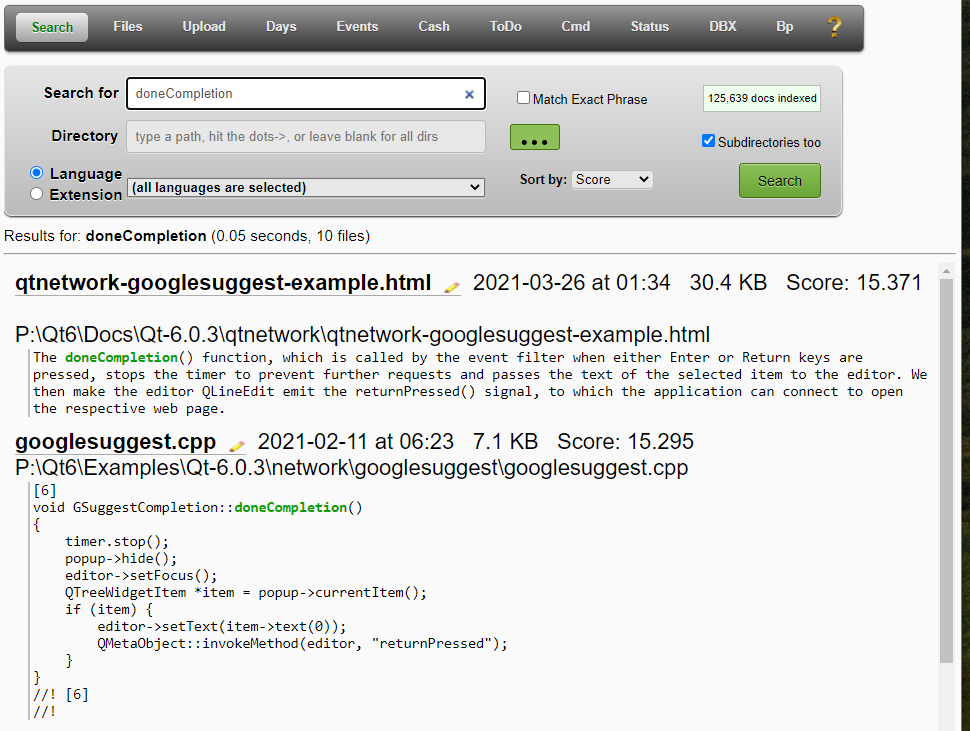 Search Files Upload Days Events Cash ToDo Cmd Status DBX Bp ?
Search for doneCompletion × Match Exact Phrase 125,639 docs indexed
Directory type a path, hit the dots->, or leave blank for all dirs ... Subdirectories too
Language
Extension (all languages are selected) Sort by: Score Search
Results for: doneCompletion (0.05 seconds, 10 files)
qtnetwork-googlesuggest-example.html 2021-03-26 at 01:34 30.4 KB Score: 15.371
P:\Qt6\Docs\Qt-6.0.3\qtnetwork\qtnetwork-googlesuggest-example.html
The doneCompletion() function, which is called by the event filter when either Enter or Return keys are
pressed, stops the timer to prevent further requests and passes the text of the selected item to the editor. We
then make the editor QLineEdit emit the returnPressed() signal, to which the application can connect to open
the respective web page.
googlesuggest.cpp 2021-02-11 at 06:23 7.1 KB Score: 15.295
P:\Qt6\Examples\Qt-6.0.3\network\googlesuggest\googlesuggest.cpp
[6]
void GSuggestCompletion::doneCompletion()
{
    timer.stop();
    popup->hide();
    editor->setFocus();
    QTreeWidgetItem *item = popup->currentItem();
    if (item) {
        editor->setText(item->text(0));
        QMetaObject::invokeMethod(editor, "returnPressed");
    }
}
//! [6]
//!